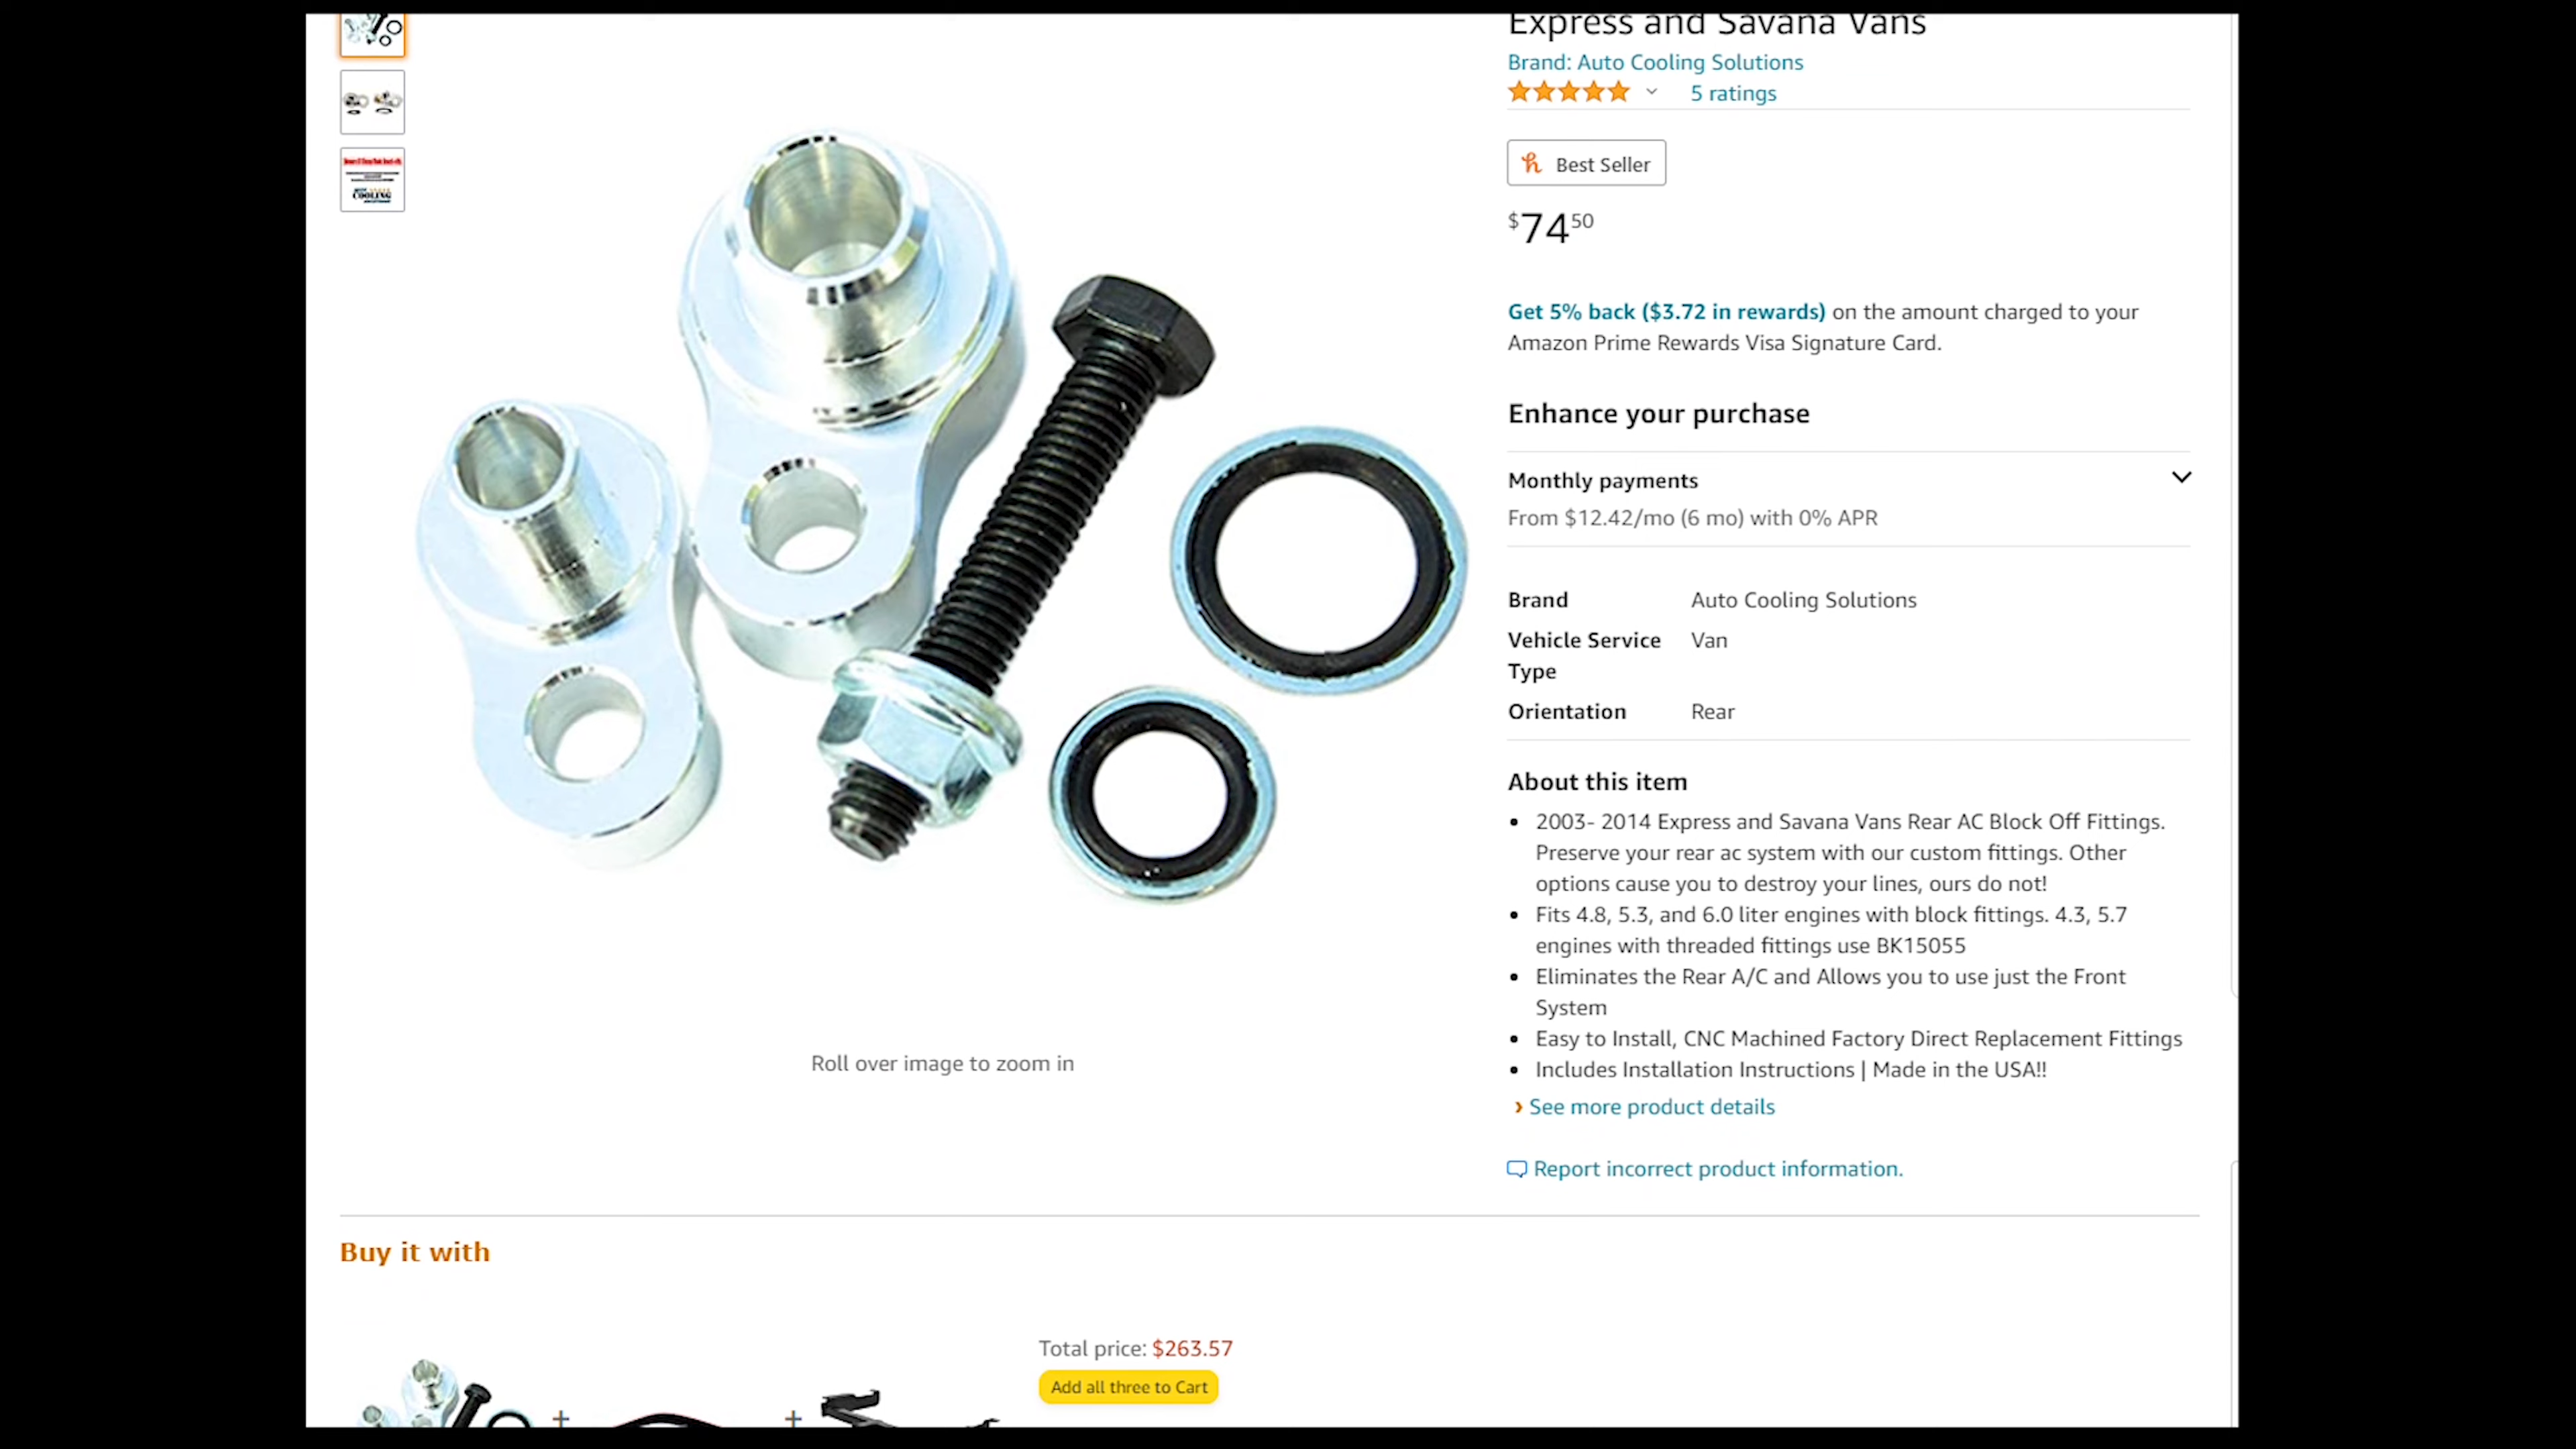 Express and Savana Vans
Brand: Auto Cooling Solutions
5 ratings
Best Seller
$74 50
Get 5% back ($3.72 in rewards) on the amount charged to your
Amazon Prime Rewards Visa Signature Card.
Enhance your purchase
Monthly payments
From $12.42/mo (6 mo) with 0% APR
Brand Auto Cooling Solutions
Vehicle Service Van
Type
Orientation Rear
About this item
• 2003- 2014 Express and Savana Vans Rear AC Block Off Fittings.
Preserve your rear ac system with our custom fittings. Other
options cause you to destroy your lines, ours do not!
• Fits 4.8, 5.3, and 6.0 liter engines with block fittings. 4.3, 5.7
engines with threaded fittings use BK15055
• Eliminates the Rear A/C and Allows you to use just the Front
System
• Easy to Install, CNC Machined Factory Direct Replacement Fittings
• Includes Installation Instructions | Made in the USA!!
› See more product details
Report incorrect product information.
COOLING
Roll over image to zoom in
Buy it with
Total price: $263.57
Add all three to Cart
+ +